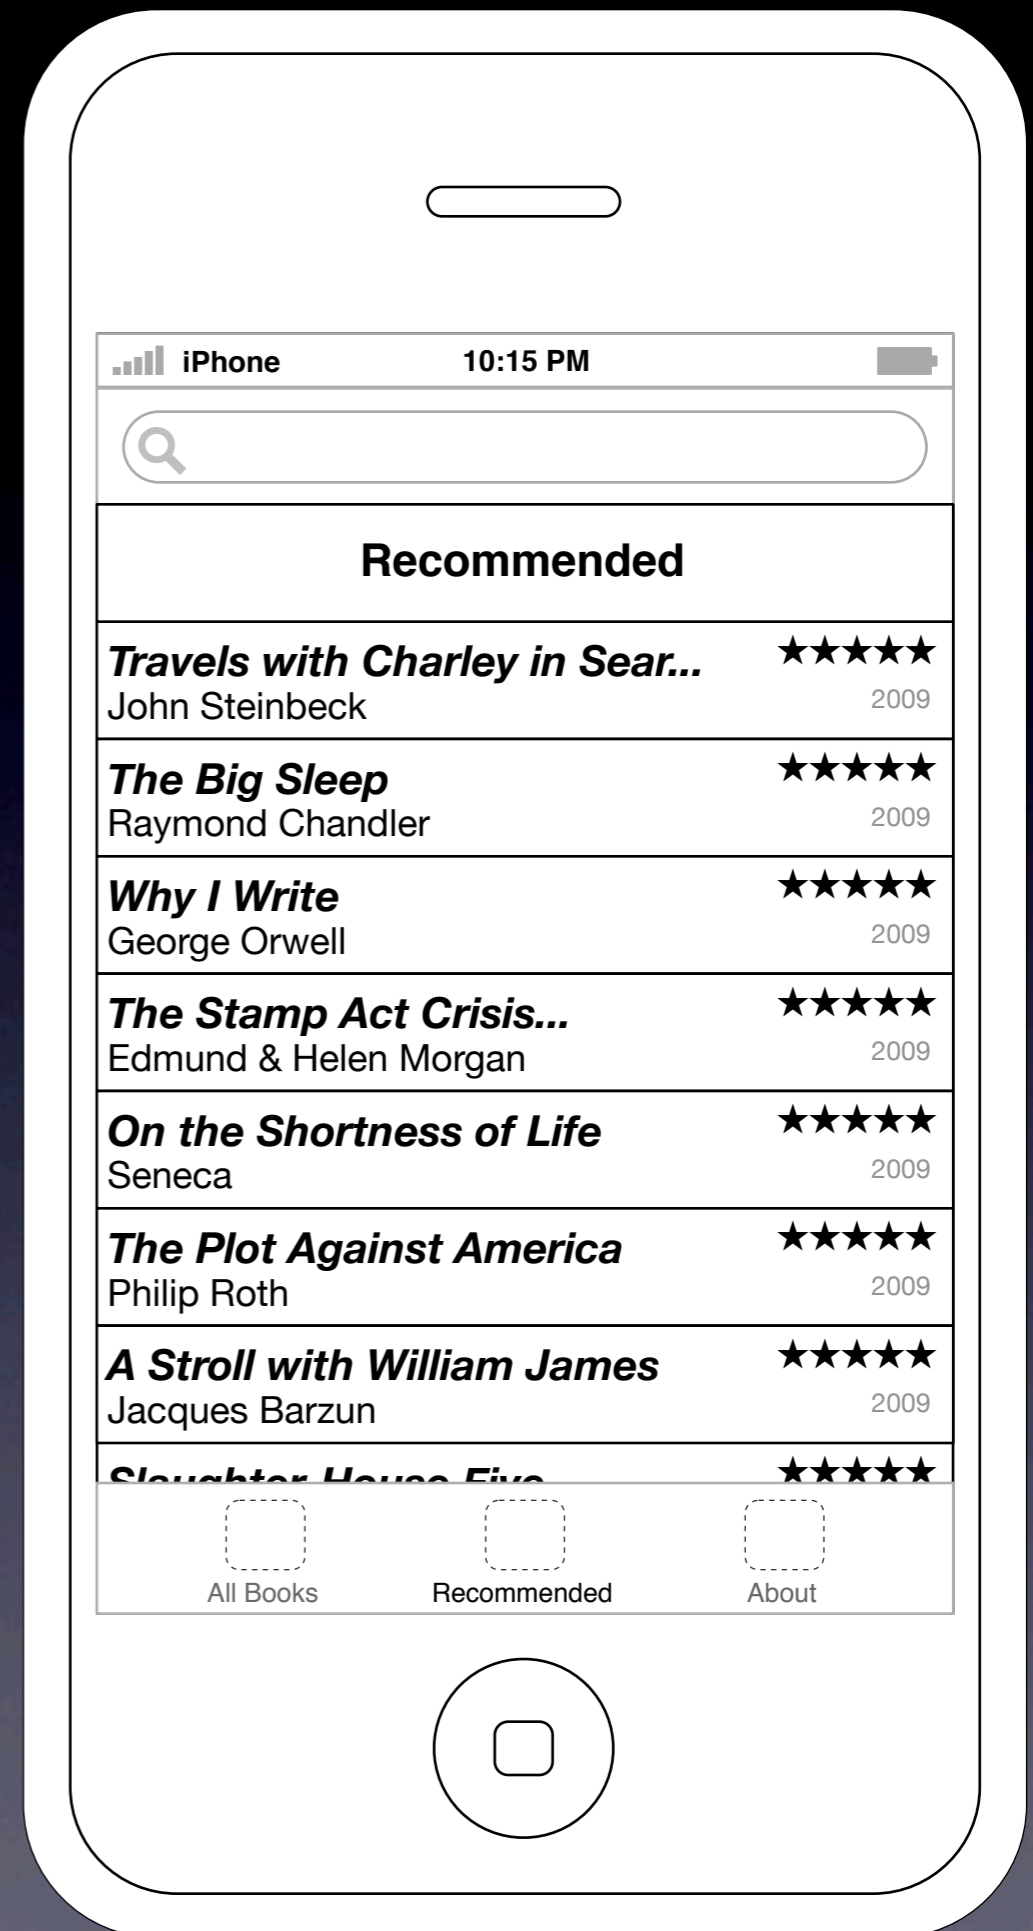 iPhone 10:15 PM
Recommended
Travels with Charley in Sear... ★★★★★
John Steinbeck 2009
The Big Sleep ★★★★★
Raymond Chandler 2009
Why I Write ★★★★★
George Orwell 2009
The Stamp Act Crisis... ★★★★★
Edmund & Helen Morgan 2009
On the Shortness of Life ★★★★★
Seneca 2009
The Plot Against America ★★★★★
Philip Roth 2009
A Stroll with William James ★★★★★
Jacques Barzun 2009
Slaughter House Five ★★★★★
All Books Recommended About